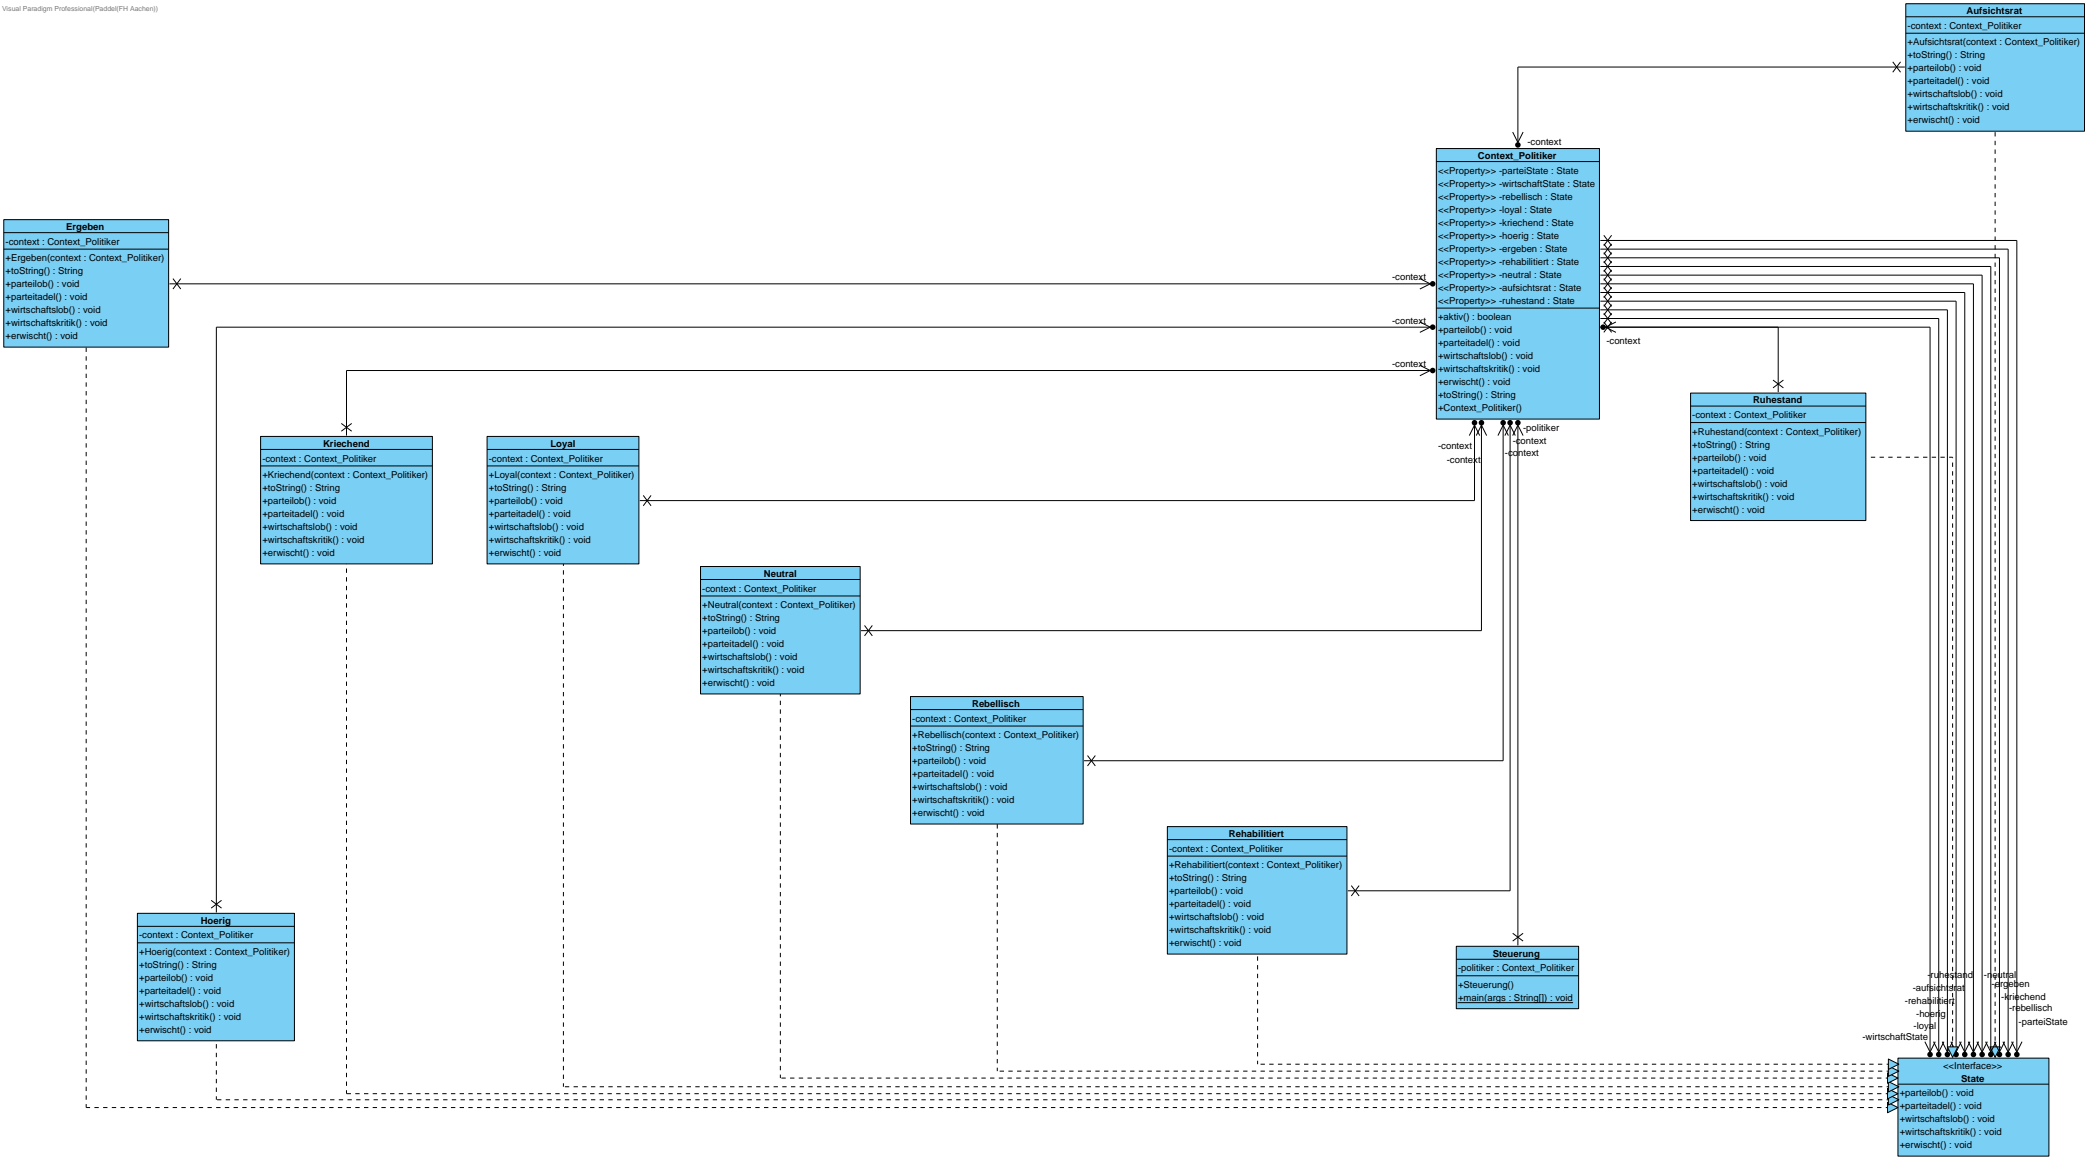 Visual Paradigm Professional(Paddel(FH Aachen))
Aufsichtsrat
-context : Context_Politiker
+Aufsichtsrat(context : Context_Politiker)
+toString() : String
+parteilob() : void
+parteitadel() : void
+wirtschaftslob() : void
+wirtschaftskritik() : void
+erwischt() : void
-context
Context_Politiker
<<Property>> -parteiState : State
<<Property>> -wirtschaftState : State
<<Property>> -rebellisch : State
<<Property>> -loyal : State
<<Property>> -kriechend : State
<<Property>> -hoerig : State
<<Property>> -ergeben : State
<<Property>> -rehabilitiert : State
<<Property>> -neutral : State
<<Property>> -aufsichtsrat : State
<<Property>> -ruhestand : State
+aktiv() : boolean
+parteilob() : void
+parteitadel() : void
+wirtschaftslob() : void
+wirtschaftskritik() : void
+erwischt() : void
+toString() : String
+Context_Politiker()
Ergeben
-context : Context_Politiker
+Ergeben(context : Context_Politiker)
+toString() : String
+parteilob() : void
+parteitadel() : void
+wirtschaftslob() : void
+wirtschaftskritik() : void
+erwischt() : void
-context
-context
-context
-context
Ruhestand
-context : Context_Politiker
+Ruhestand(context : Context_Politiker)
+toString() : String
+parteilob() : void
+parteitadel() : void
+wirtschaftslob() : void
+wirtschaftskritik() : void
+erwischt() : void
-politiker
-context
-context
-context
-context
Kriechend
-context : Context_Politiker
+Kriechend(context : Context_Politiker)
+toString() : String
+parteilob() : void
+parteitadel() : void
+wirtschaftslob() : void
+wirtschaftskritik() : void
+erwischt() : void
Loyal
-context : Context_Politiker
+Loyal(context : Context_Politiker)
+toString() : String
+parteilob() : void
+parteitadel() : void
+wirtschaftslob() : void
+wirtschaftskritik() : void
+erwischt() : void
Neutral
-context : Context_Politiker
+Neutral(context : Context_Politiker)
+toString() : String
+parteilob() : void
+parteitadel() : void
+wirtschaftslob() : void
+wirtschaftskritik() : void
+erwischt() : void
Rebellisch
-context : Context_Politiker
+Rebellisch(context : Context_Politiker)
+toString() : String
+parteilob() : void
+parteitadel() : void
+wirtschaftslob() : void
+wirtschaftskritik() : void
+erwischt() : void
Rehabilitiert
-context : Context_Politiker
+Rehabilitiert(context : Context_Politiker)
+toString() : String
+parteilob() : void
+parteitadel() : void
+wirtschaftslob() : void
+wirtschaftskritik() : void
+erwischt() : void
Hoerig
-context : Context_Politiker
+Hoerig(context : Context_Politiker)
+toString() : String
+parteilob() : void
+parteitadel() : void
+wirtschaftslob() : void
+wirtschaftskritik() : void
+erwischt() : void
Steuerung
-politiker : Context_Politiker
+Steuerung()
+main(args : String[]) : void
-ruhestand
-neutral
-aufsichtsrat
-ergeben
-rehabilitiert
-kriechend
-hoerig
-rebellisch
-loyal
-parteiState
-wirtschaftState
<<Interface>>
State
+parteilob() : void
+parteitadel() : void
+wirtschaftslob() : void
+wirtschaftskritik() : void
+erwischt() : void